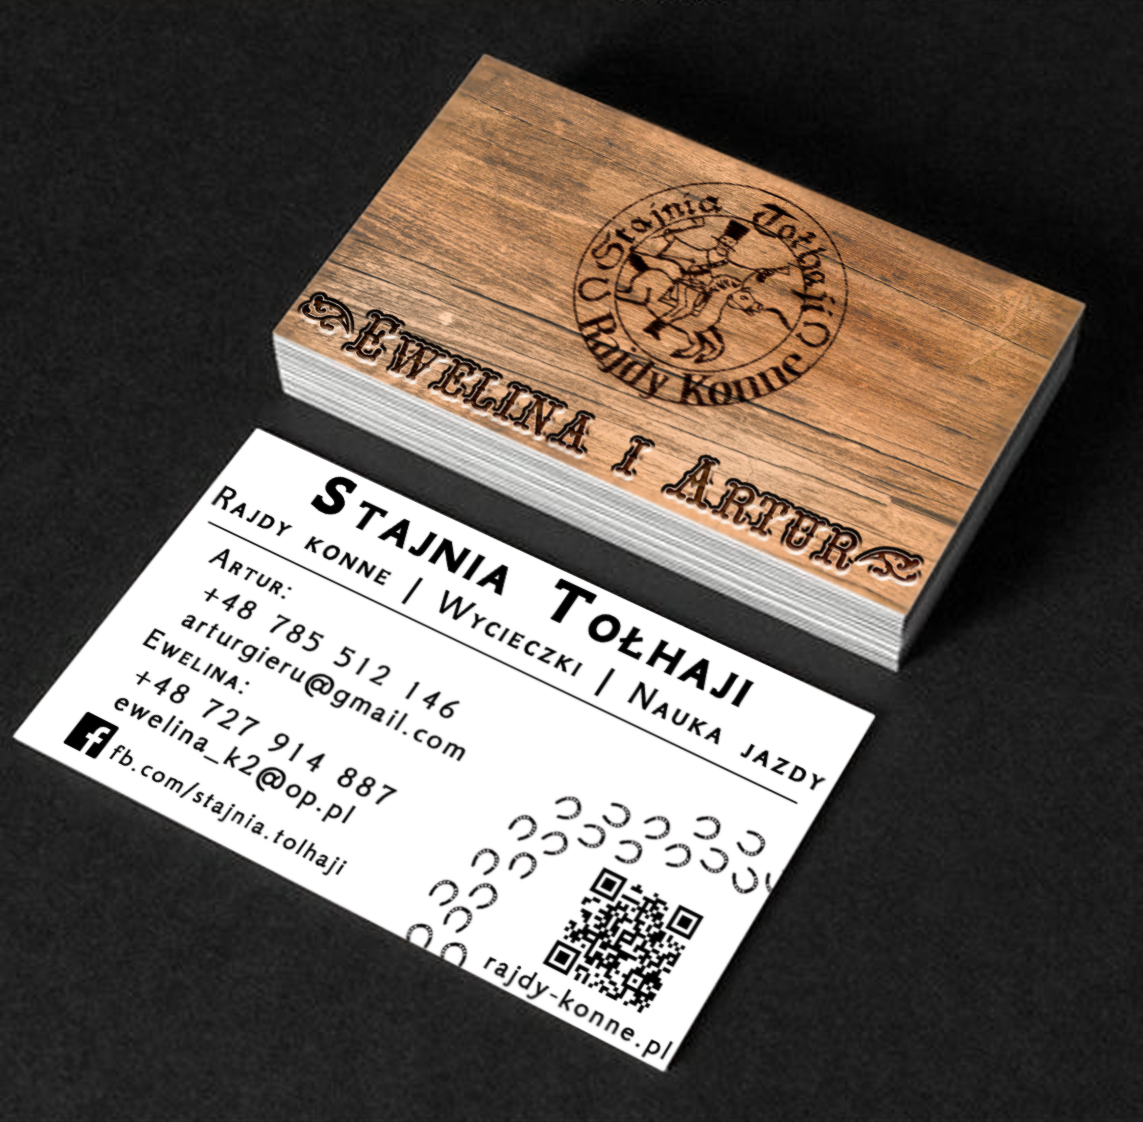 Stajnia Tołhaji
Rajdy Konne
Ewelina i Artur
Stajnia Tołhaji
Rajdy konne | Wycieczki | Nauka jazdy
Artur:
+48 785 512 146
arturgieru@gmail.com
Ewelina:
+48 727 914 887
ewelina_k2@op.pl
f fb.com/stajnia.tolhaji
rajdy-konne.pl